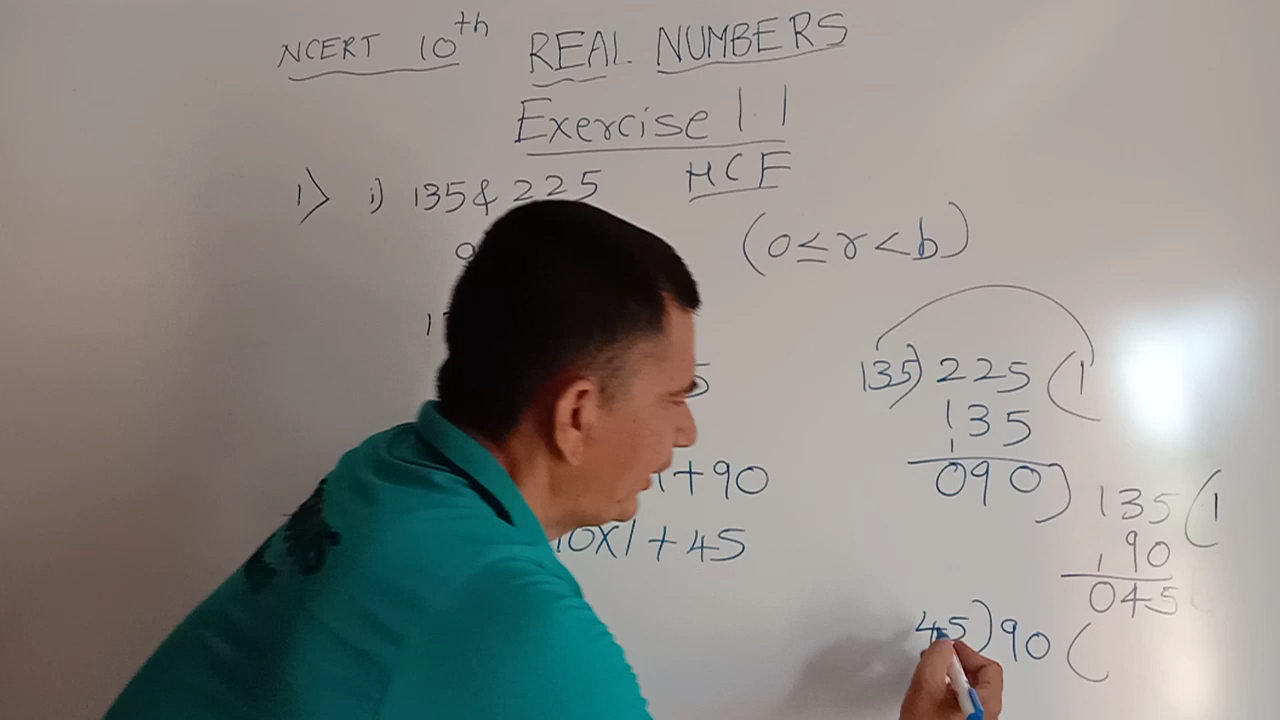 NCERT 10th REAL NUMBERS
Exercise 1.1
HCF
1) i) 135 & 225
(0 ≤ r < b)
135) 225 (1
135
090) 135 (1
90
045
+90
0x1 + 45
45) 90 (